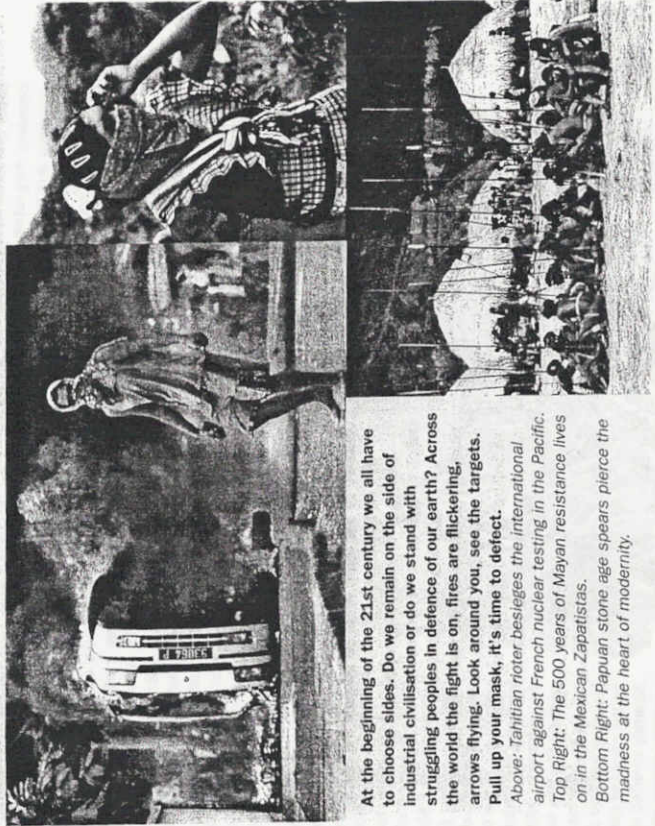 At the beginning of the 21st century we all have
to choose sides. Do we remain on the side of
industrial civilisation or do we stand with
struggling peoples in defence of our earth? Across
the world the fight is on, fires are flickering,
arrows flying. Look around you, see the targets.
Pull up your mask, it's time to defect.
Above: Tahitian rioter besieges the international
airport against French nuclear testing in the Pacific.
Top Right: The 500 years of Mayan resistance lives
on-in the Mexican Zapatistas.
Bottom Right: Papuan stone age spears pierce the
madness at the heart of modernity.
53064 P